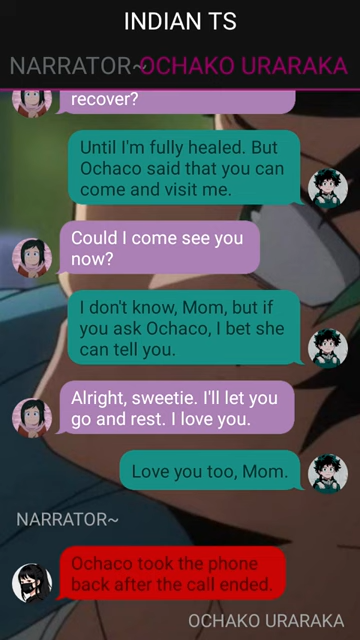 INDIAN TS
NARRATOR~
OCHAKO URARAKA
recover?
Until I'm fully healed. But
Ochaco said that you can
come and visit me.
Could I come see you
now?
I don't know, Mom, but if
you ask Ochaco, I bet she
can tell you.
Alright, sweetie. I'll let you
go and rest. I love you.
Love you too, Mom.
NARRATOR~
Ochaco took the phone
back after the call ended.
OCHAKO URARAKA